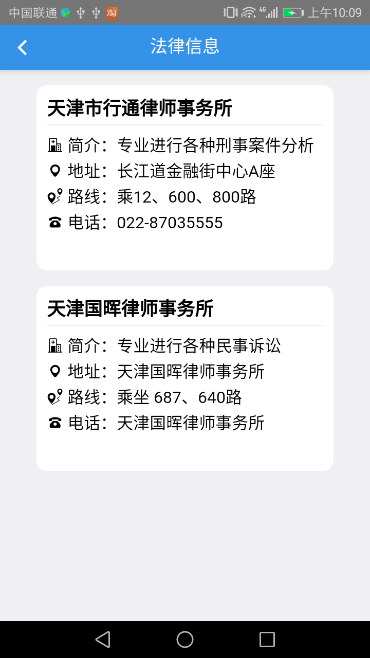 中国联通 上午10:09
法律信息
天津市行通律师事务所
简介：专业进行各种刑事案件分析
地址：长江道金融街中心A座
路线：乘12、600、800路
电话：022-87035555
天津国晖律师事务所
简介：专业进行各种民事诉讼
地址：天津国晖律师事务所
路线：乘坐 687、640路
电话：天津国晖律师事务所